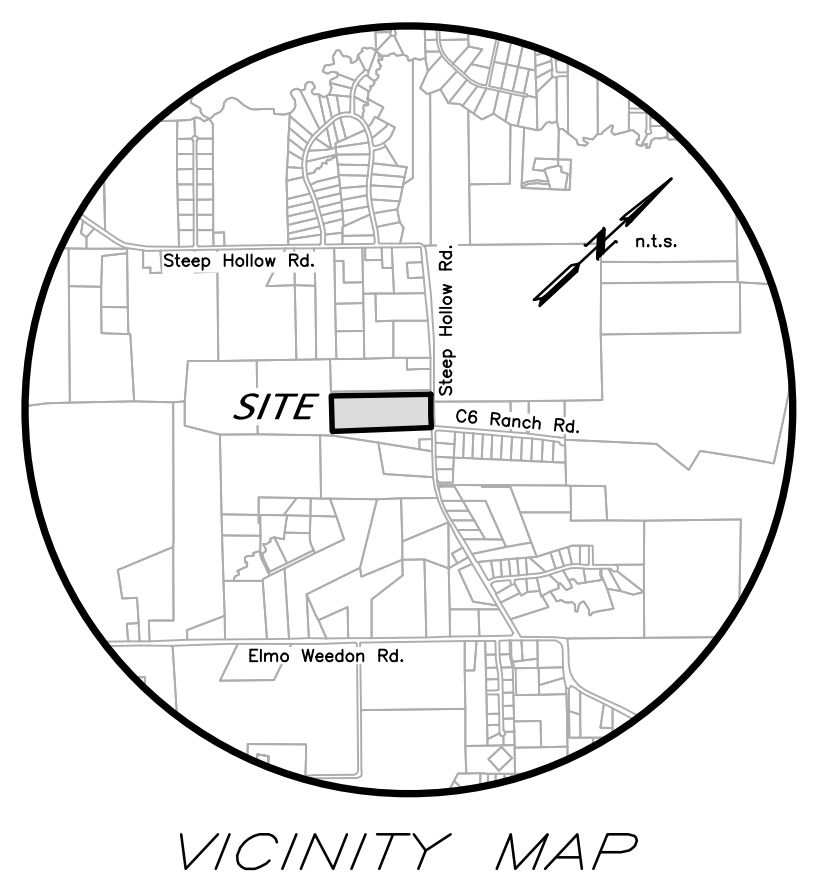 N
n.t.s.
Steep Hollow Rd.
Steep Hollow Rd.
SITE
C6 Ranch Rd.
Elmo Weedon Rd.
VICINITY MAP